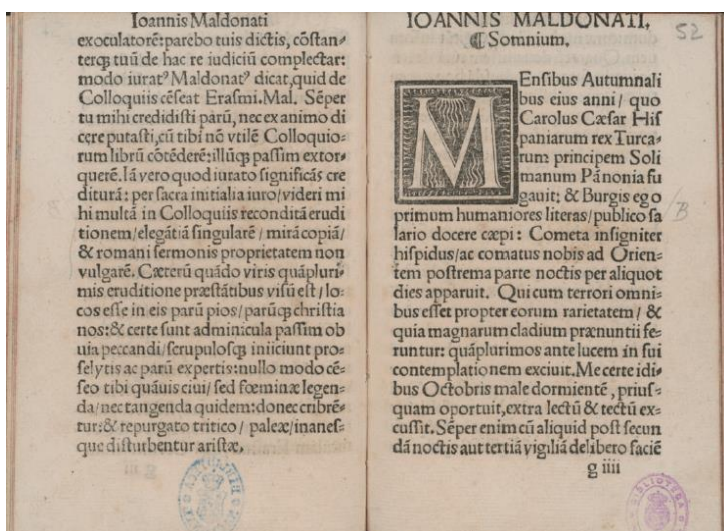 Ioannis Maldonati
exoculatorē:parebo tuis dictis, cōstan⸗
terq; tuū de hac re iudiciū complectar:
modo iuratꝰ Maldonatꝰ dicat,quid de
Colloquiis cēseat Erasmi.Mal. Sēper
tu mihi credidisti parū, nec ex animo di
cere putasti,cū tibi nō vtilē Colloquio⸗
rum librū cōtēderē:illūq; passim extor⸗
querē.Iā vero quod iurato significās cre
diturā: per sacra initialia iuro/videri mi
hi multā in Colloquiis reconditā erudi
tionem/elegātiā singularē/ mirā copiā/
& romani sermonis proprietatem non
vulgarē. Cæterū quādo viris quāpluri⸗
mis eruditione præstātibus visū est/ lo⸗
cos esse in eis parū pios/parūq; christia
nos:& certe sunt adminicula passim ob
uia peccandi/scrupulosq; iniiciunt pro⸗
selytis ac parū expertis:nullo modo cē⸗
seo tibi quāuis ciui/ sed fœminæ legen⸗
da/nec tangenda quidem:donec cribrē⸗
tur:& repurgato tritico/ paleæ/inanes⸗
que disturbentur aristæ,
IOANNIS MALDONATI,
¶ Somnium.
52
MEnsibus Autumnali
bus eius anni/ quo
Carolus Cæsar His
paniarum rex Turca⸗
rum principem Soli
manum Pānonia fu
gauit: & Burgis ego
primum humaniores literas/publico sa
lario docere cæpi: Cometa insigniter
hispidus/ac comatus nobis ad Orien⸗
tem postrema parte noctis per aliquot
dies apparuit. Qui cum terrori omni⸗
bus esset propter eorum rarietatem/ &
quia magnarum cladium prænuntii fe⸗
runtur: quāplurimos ante lucem in sui
contemplationem exciuit.Me certe idi⸗
bus Octobris male dormientē, prius⸗
quam oportuit,extra lectū & tectū ex⸗
cussit. Sēper enim cū aliquid post secun
dā noctis aut tertiā vigiliā delibero faciē
g iiii
BIBLIOTECA